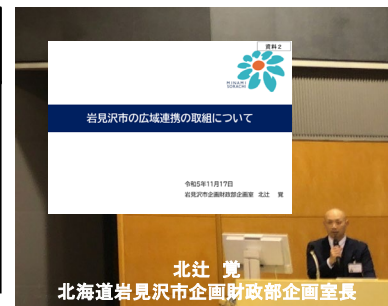 資料2
MINAMI
SORACHI
岩見沢市の広域連携の取組について
令和5年11月17日
岩見沢市企画財政部企画室 北辻 覚
北辻 覚
北海道岩見沢市企画財政部企画室長